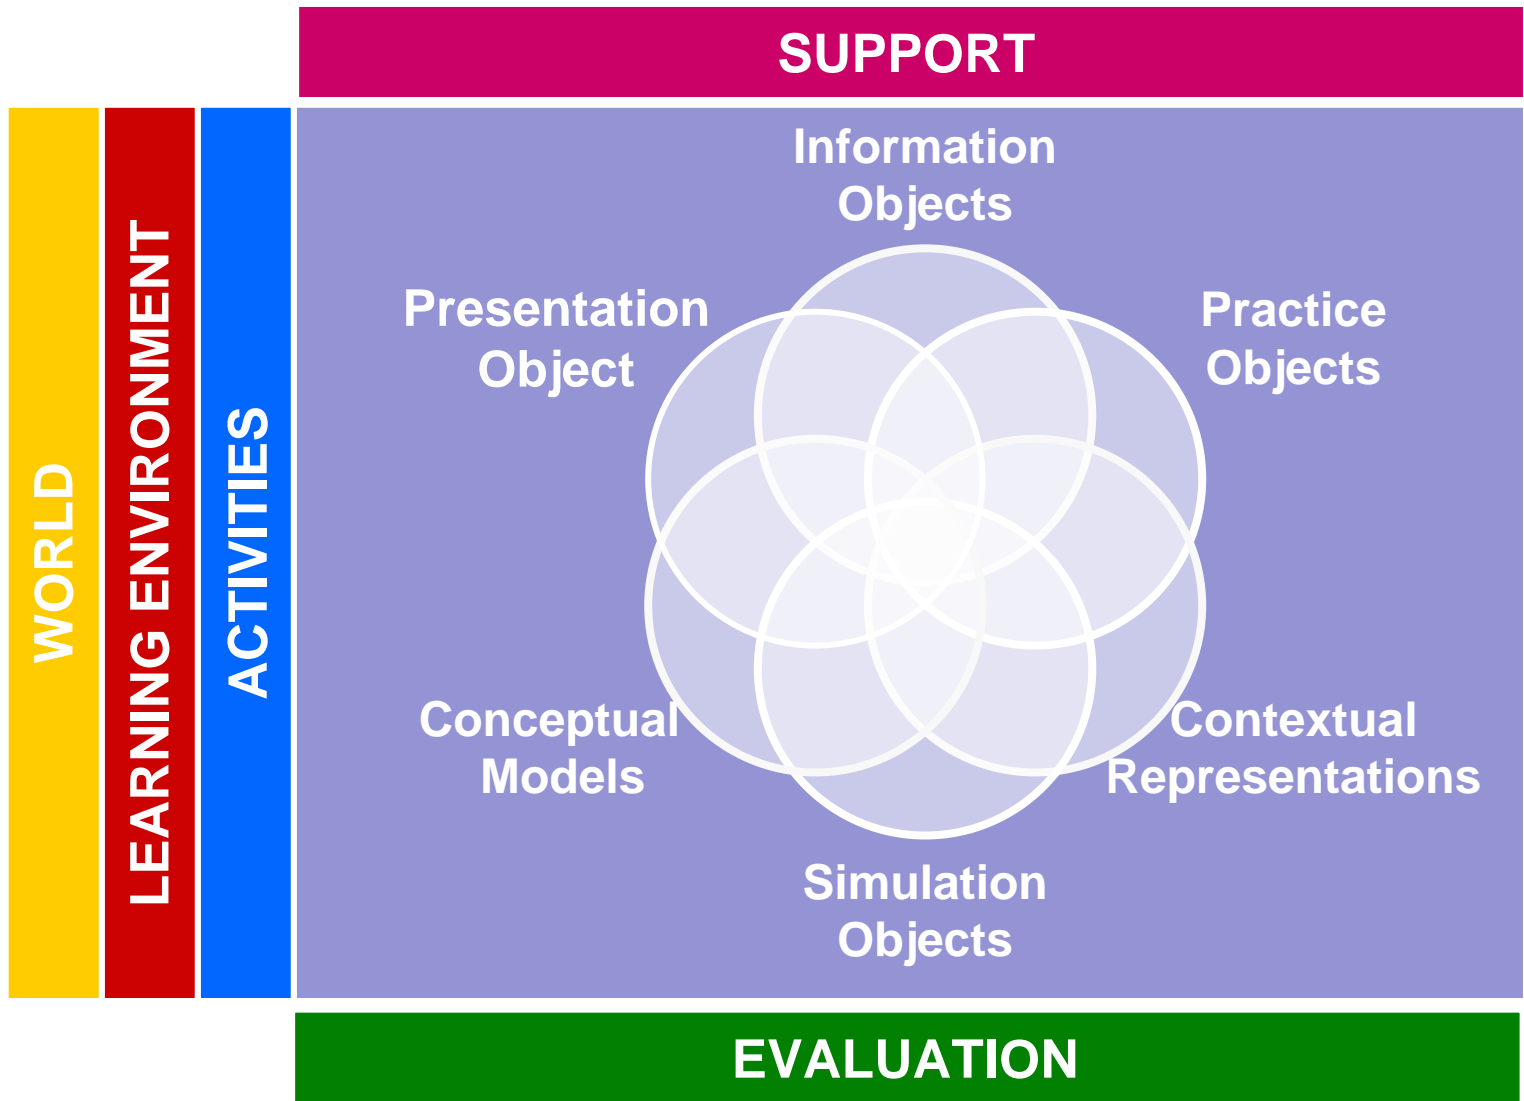 SUPPORT
WORLD
LEARNING ENVIRONMENT
ACTIVITIES
Information
Objects
Presentation
Object
Practice
Objects
Conceptual
Models
Contextual
Representations
Simulation
Objects
EVALUATION